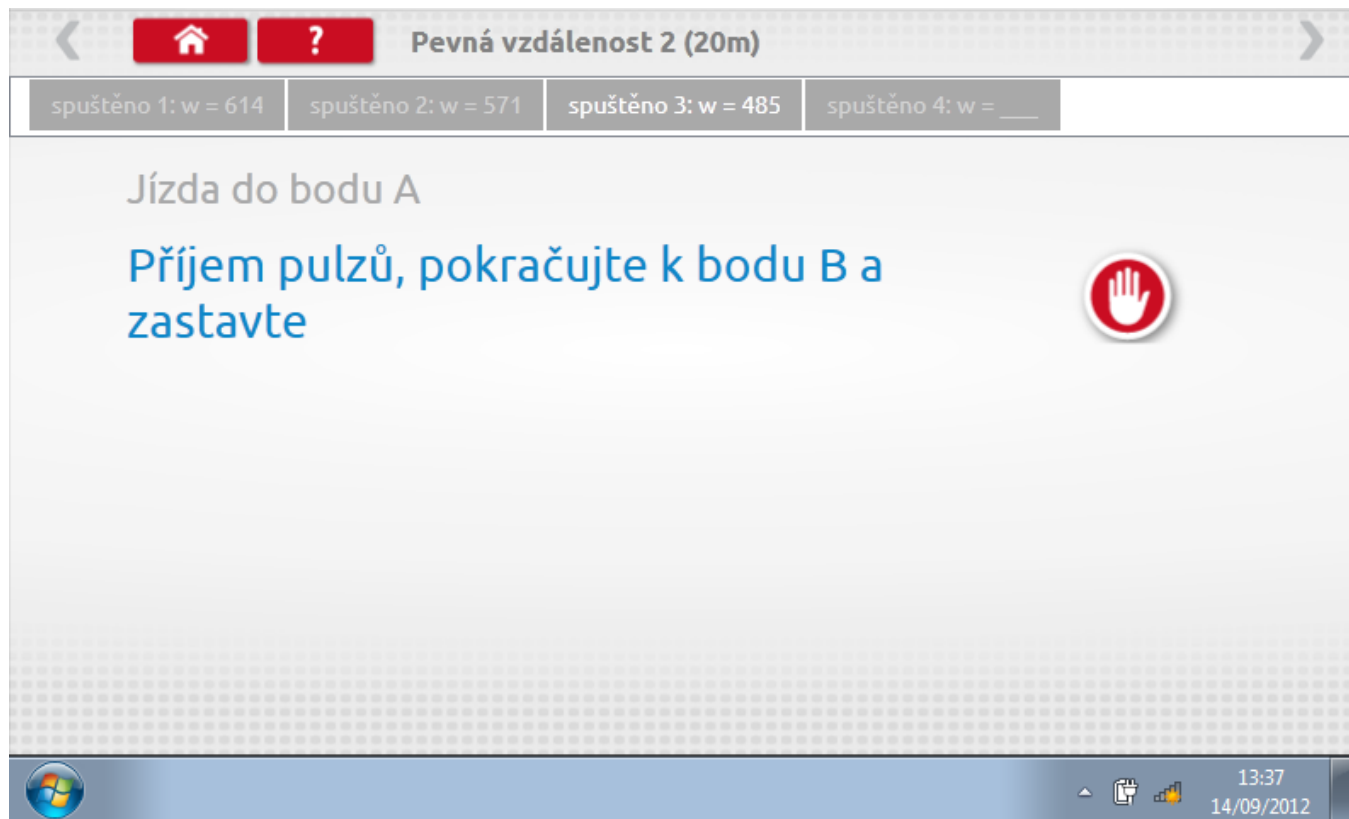 ? Pevná vzdálenost 2 (20m)
spuštěno 1: w = 614 spuštěno 2: w = 571 spuštěno 3: w = 485 spuštěno 4: w = ___
Jízda do bodu A
Příjem pulzů, pokračujte k bodu B a
zastavte
13:37
14/09/2012